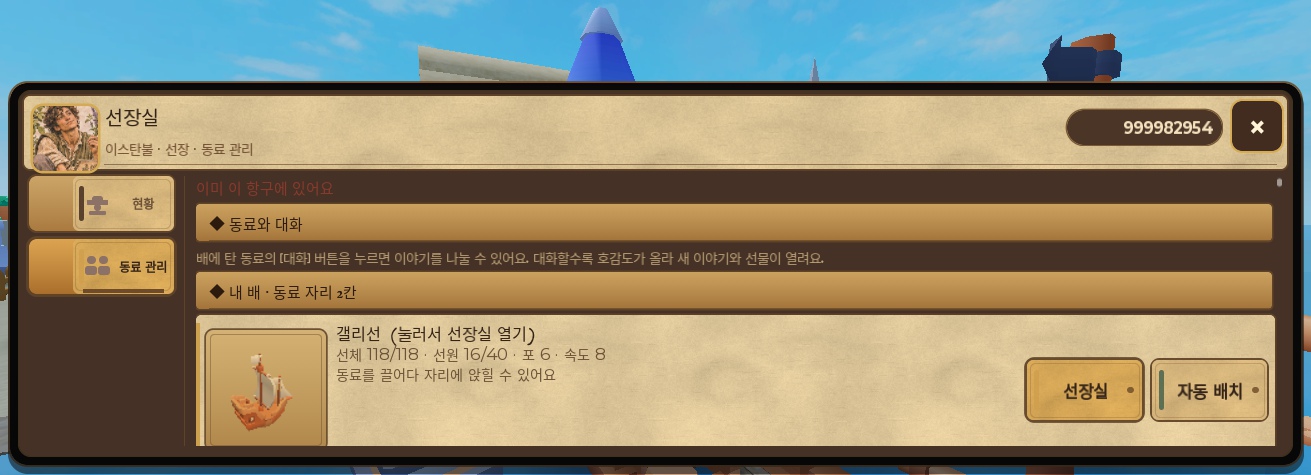 선장실
이스탄불 · 선장 · 동료 관리
999982954
×
현황
동료 관리
이미 이 항구에 있어요
◆ 동료와 대화
배에 탄 동료의 [대화] 버튼을 누르면 이야기를 나눌 수 있어요. 대화할수록 호감도가 올라 새 이야기와 선물이 열려요.
◆ 내 배 · 동료 자리 2칸
갤리선 (눌러서 선장실 열기)
선체 118/118 · 선원 16/40 · 포 6 · 속도 8
동료를 끌어다 자리에 앉힐 수 있어요
선장실
자동 배치